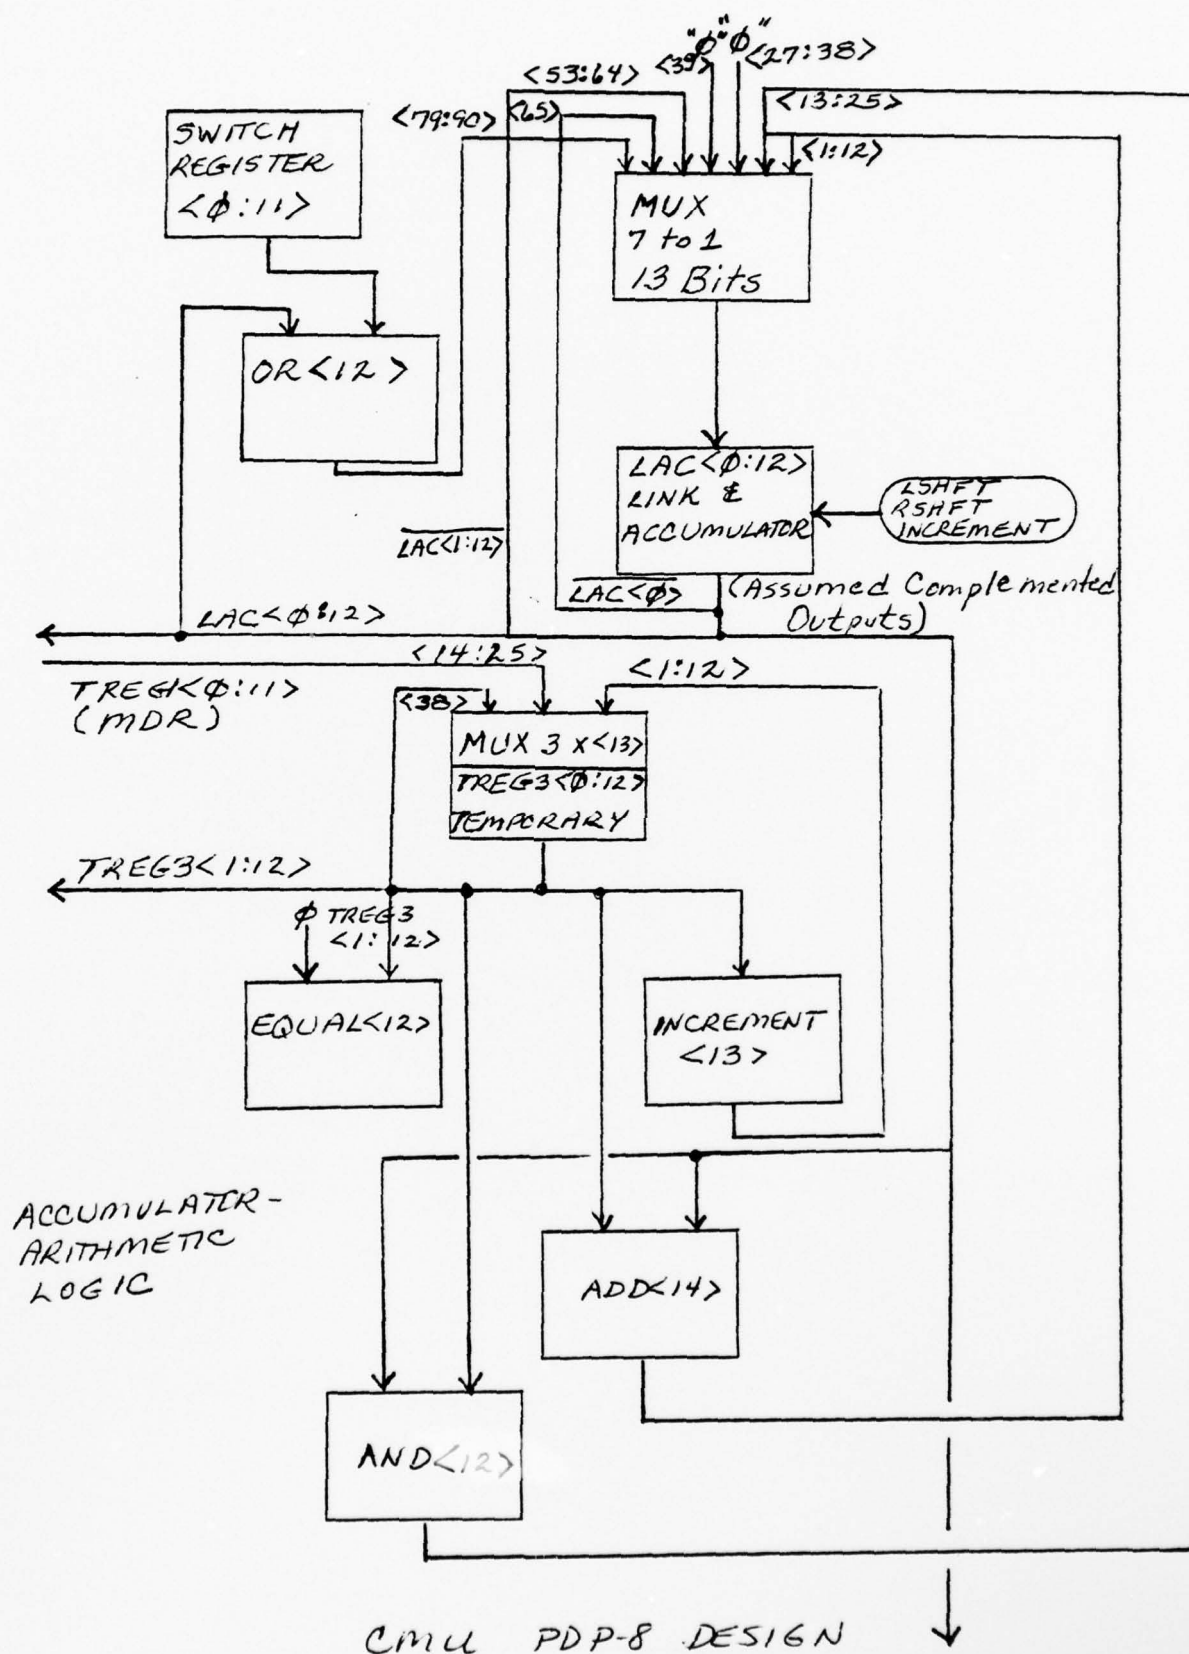 "φ" "φ"
<39> <27:38>
<53:64>
<13:25>
<79:90> <65>
<1:12>
SWITCH
REGISTER
<φ:11>
MUX
7 to 1
13 Bits
OR<12>
LAC<φ:12>
LINK &
ACCUMULATOR
LSHFT
RSHFT
INCREMENT
LAC<1:12>
LAC<φ>
(Assumed Complemented
Outputs)
LAC<φ:12>
<14:25>
<1:12>
TREG1<φ:11>
(MDR)
<38>
MUX 3 x<13>
TREG3<φ:12>
TEMPORARY
TREG3<1:12>
φ TREG3
<1:12>
EQUAL<12>
INCREMENT
<13>
ACCUMULATOR-
ARITHMETIC
LOGIC
ADD<14>
AND<12>
CMU PDP-8 DESIGN